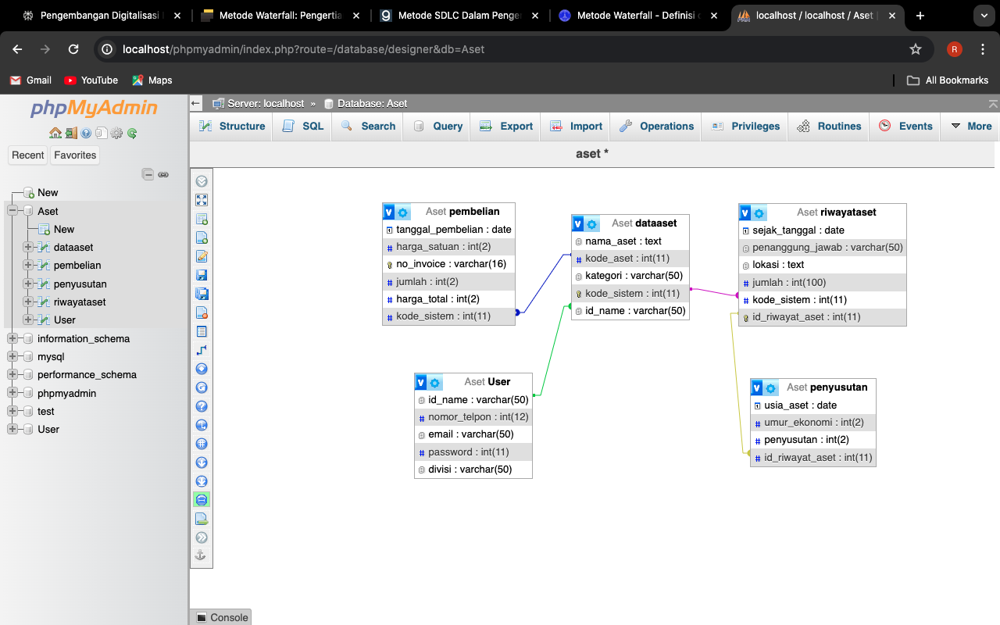 Pengembangan Digitalisasi
Metode Waterfall: Pengertia
Metode SDLC Dalam Penge
Metode Waterfall - Definisi
localhost / localhost / Aset |
localhost/phpmyadmin/index.php?route=/database/designer&db=Aset
R
Gmail
YouTube
Maps
All Bookmarks
phpMyAdmin
Recent
Favorites
New
Aset
New
dataaset
pembelian
penyusutan
riwayataset
User
information_schema
mysql
performance_schema
phpmyadmin
test
User
Server: localhost » Database: Aset
Structure
SQL
Search
Query
Export
Import
Operations
Privileges
Routines
Events
More
aset *
V Aset pembelian
tanggal_pembelian : date
harga_satuan : int(2)
no_invoice : varchar(16)
jumlah : int(2)
harga_total : int(2)
kode_sistem : int(11)
V Aset dataaset
nama_aset : text
kode_aset : int(11)
kategori : varchar(50)
kode_sistem : int(11)
id_name : varchar(50)
V Aset riwayataset
sejak_tanggal : date
penanggung_jawab : varchar(50)
lokasi : text
jumlah : int(100)
kode_sistem : int(11)
id_riwayat_aset : int(11)
V Aset User
id_name : varchar(50)
nomor_telpon : int(12)
email : varchar(50)
password : int(11)
divisi : varchar(50)
V Aset penyusutan
usia_aset : date
umur_ekonomi : int(2)
penyusutan : int(2)
id_riwayat_aset : int(11)
Console